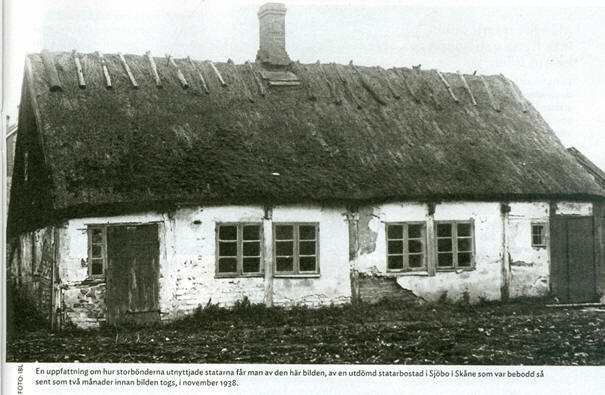 En uppfattning om hur storbönderna utnyttjade statarna får man av den här bilden, av en utdömd statarbostad i Sjöbo i Skåne som var bebodd så
sent som två månader innan bilden togs, i november 1938.
FOTO: IBL